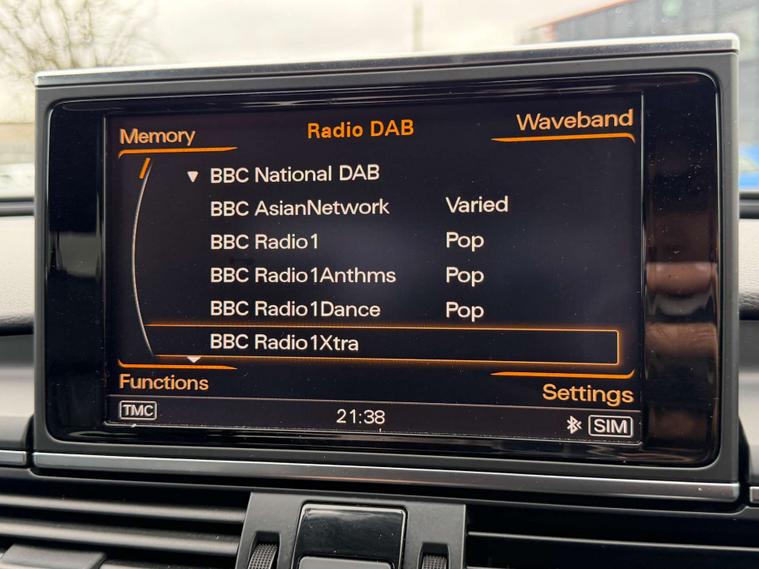 Memory
Radio DAB
Waveband
BBC National DAB
BBC AsianNetwork Varied
BBC Radio1 Pop
BBC Radio1Anthms Pop
BBC Radio1Dance Pop
BBC Radio1Xtra
Functions
Settings
TMC
21:38
SIM